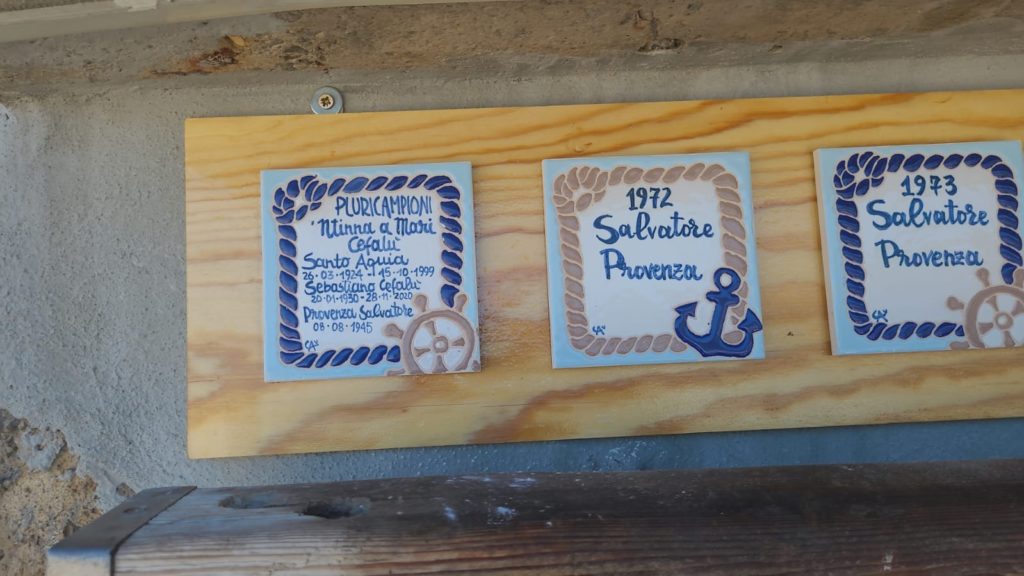 PLURICAMPIONI
'Ntinna a Mari
Cefalù
Santo Aquia
26·03·1924 - 15·10·1999
Sebastiano Cefalù
20·01·1930 - 28·11·2020
Provenza Salvatore
08·08·1945
1972
Salvatore
Provenza
1973
Salvatore
Provenza